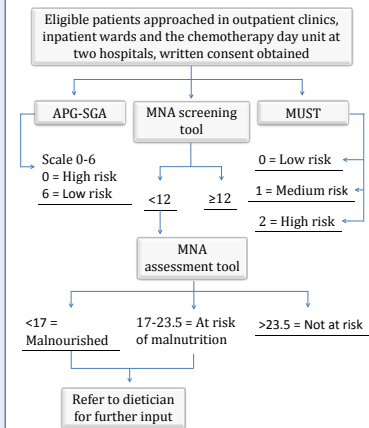 Eligible patients approached in outpatient clinics,
inpatient wards and the chemotherapy day unit at
two hospitals, written consent obtained
APG-SGA
MNA screening
tool
MUST
Scale 0-6
0 = High risk
6 = Low risk
<12
≥12
0 = Low risk
1 = Medium risk
2 = High risk
MNA
assessment tool
<17 =
Malnourished
17-23.5 = At risk
of malnutrition
>23.5 = Not at risk
Refer to dietician
for further input